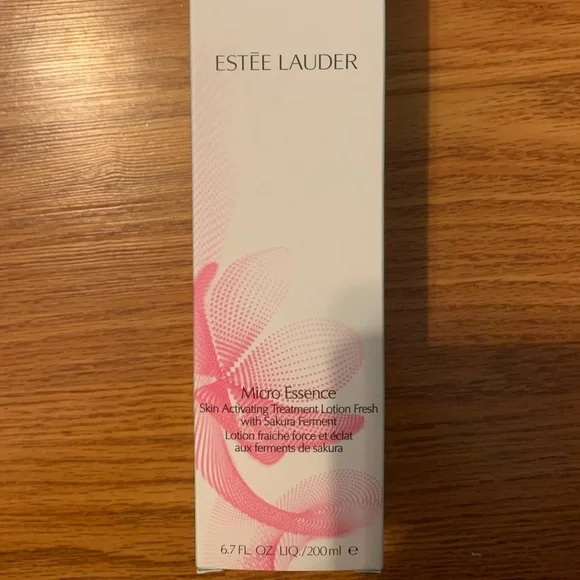 ESTĒE LAUDER
Micro Essence
Skin Activating Treatment Lotion Fresh
with Sakura Ferment
Lotion fraîche force et éclat
aux ferments de sakura
6.7 FL. OZ. LIQ./200 ml ℮